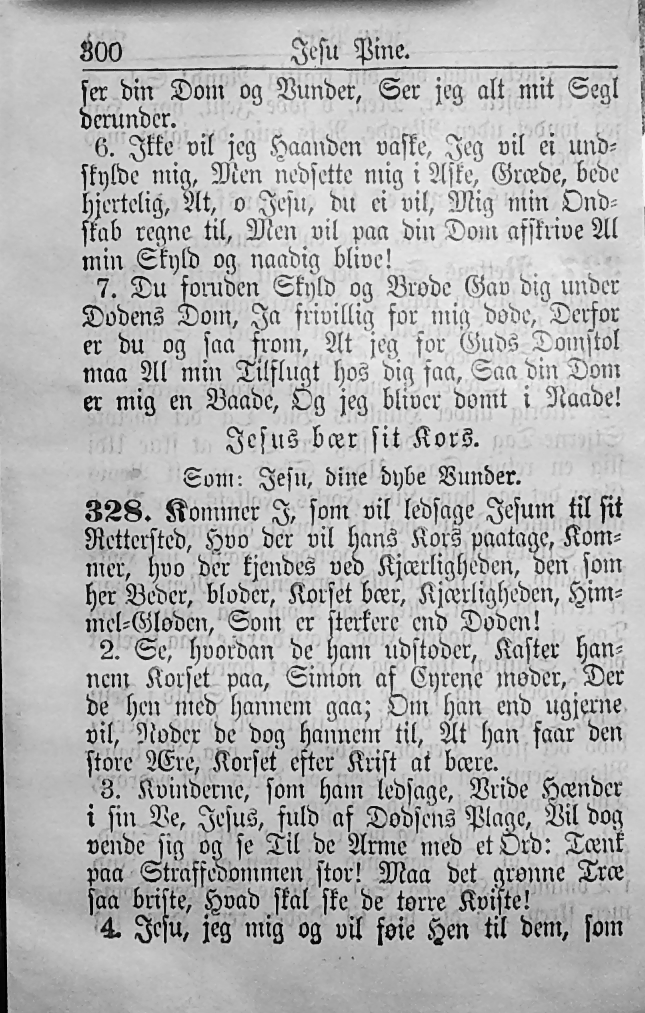 300 Jesu Pine.
ser din Dom og Vunder, Ser jeg alt mit Segl
derunder.
6. Ikke vil jeg Haanden vaske, Jeg vil ei und-
skylde mig, Men nedsette mig i Aske, Græde, bede
hjertelig, At, o Jesu, du ei vil, Mig min Ond-
skab regne til, Men vil paa din Dom afskrive Al
min Skyld og naadig blive!
7. Du foruden Skyld og Brøde Gav dig under
Dødens Dom, Ja frivillig for mig døde, Derfor
er du og saa from, At jeg for Guds Domstol
maa Al min Tilflugt hos dig faa, Saa din Dom
er mig en Baade, Og jeg bliver dømt i Naade!
Jesus bær sit Kors.
Som: Jesu, dine dybe Vunder.
328. Kommer I, som vil ledsage Jesum til sit
Rettersted, Hvo der vil hans Kors paatage, Kom-
mer, hvo der kjendes ved Kjærligheden, den som
her Beder, bløder, Korset bær, Kjærligheden, Him-
mel-Gløden, Som er sterkere end Døden!
2. Se, hvordan de ham udstøder, Kaster han-
nem Korset paa, Simon af Cyrene møder, Der
de hen med hannem gaa; Om han end ugjerne
vil, Nøder de dog hannem til, At han faar den
store Ære, Korset efter Krist at bære.
3. Kvinderne, som ham ledsage, Vride Hænder
i sin Ve, Jesus, fuld af Dødsens Plage, Vil dog
vende sig og se Til de Arme med et Ord: Tænk
paa Straffedommen stor! Maa det grønne Træ
saa briste, Hvad skal ske de tørre Kviste!
4. Jesu, jeg mig og vil føie Hen til dem, som